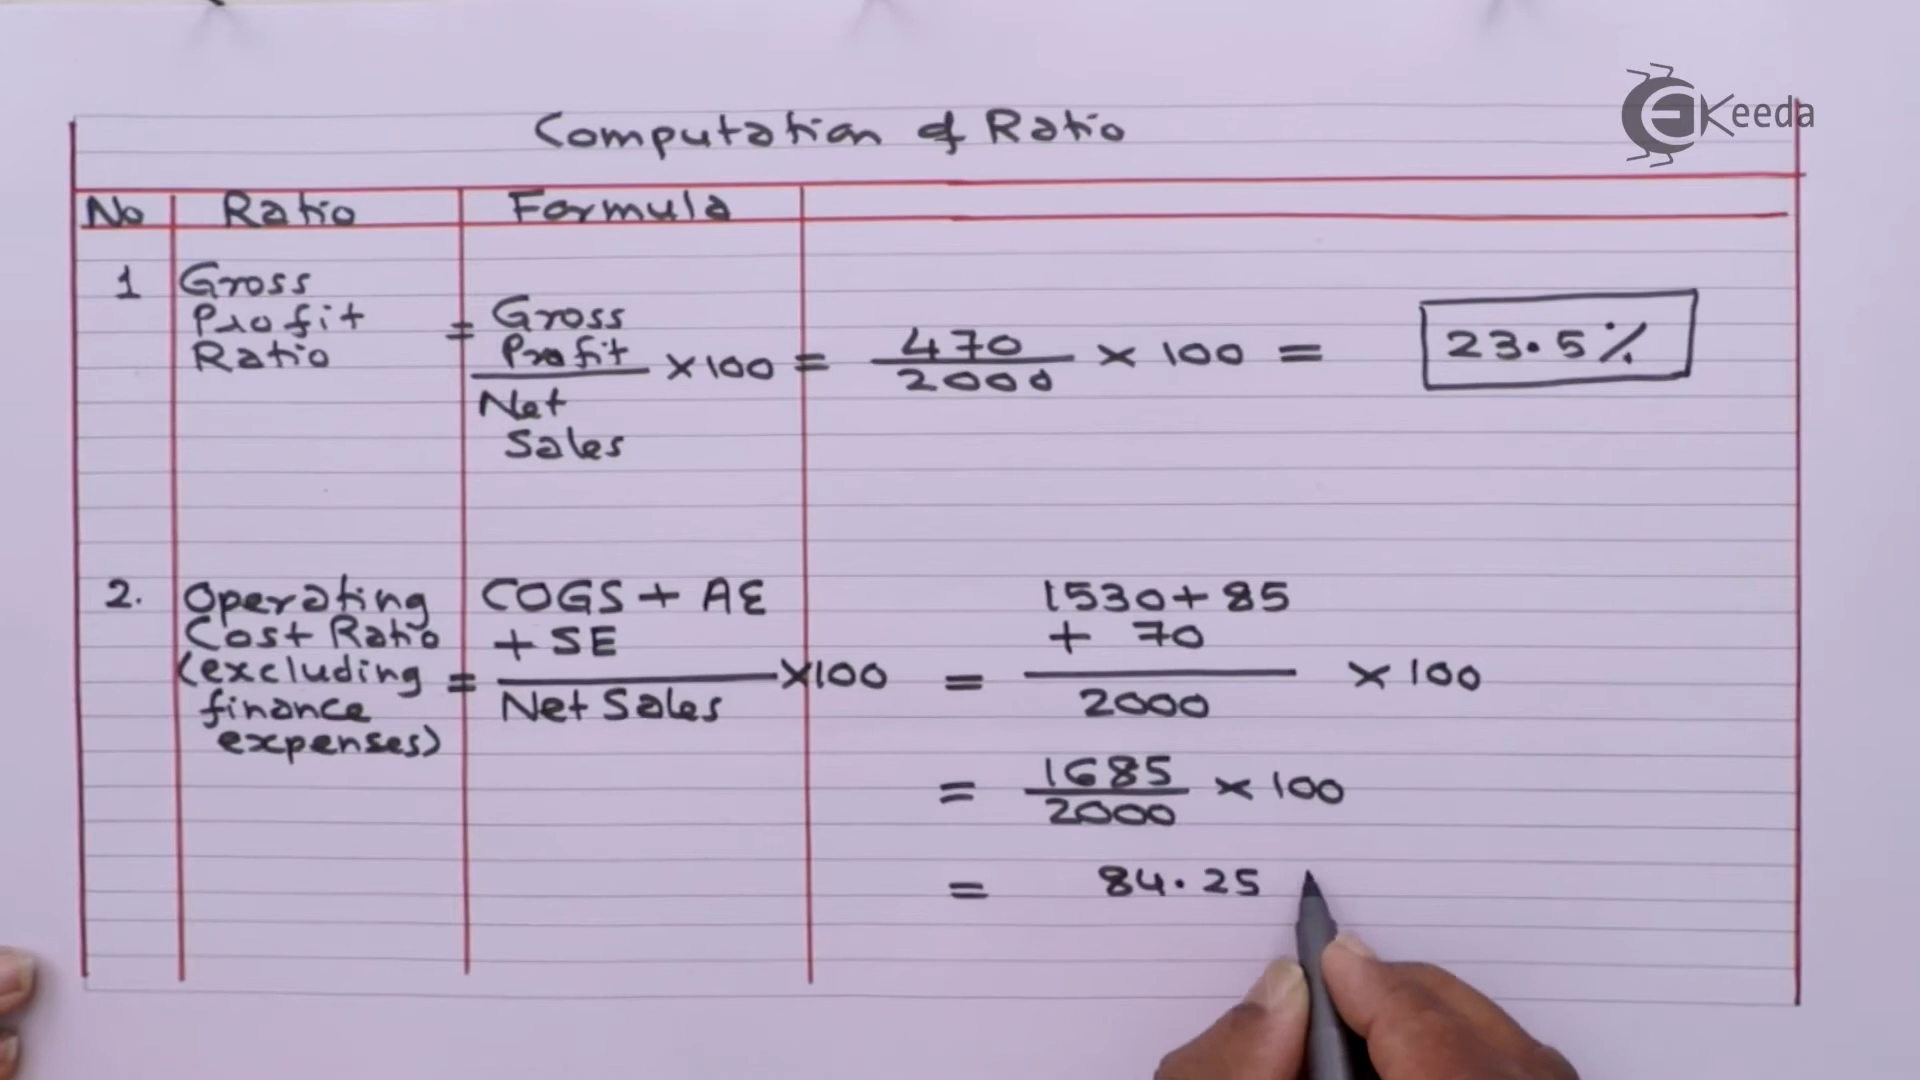 EKeeda
Computation of Ratio
No Ratio Formula
1 Gross
Profit
Ratio
= Gross
Profit
Net
Sales
× 100 = 470
2000
× 100 = 23.5%
2. Operating
Cost Ratio
(excluding
finance
expenses)
= COGS + AE
+ SE
Net Sales
× 100 = 1530 + 85
+ 70
2000
× 100
= 1685
2000
× 100
= 84.25